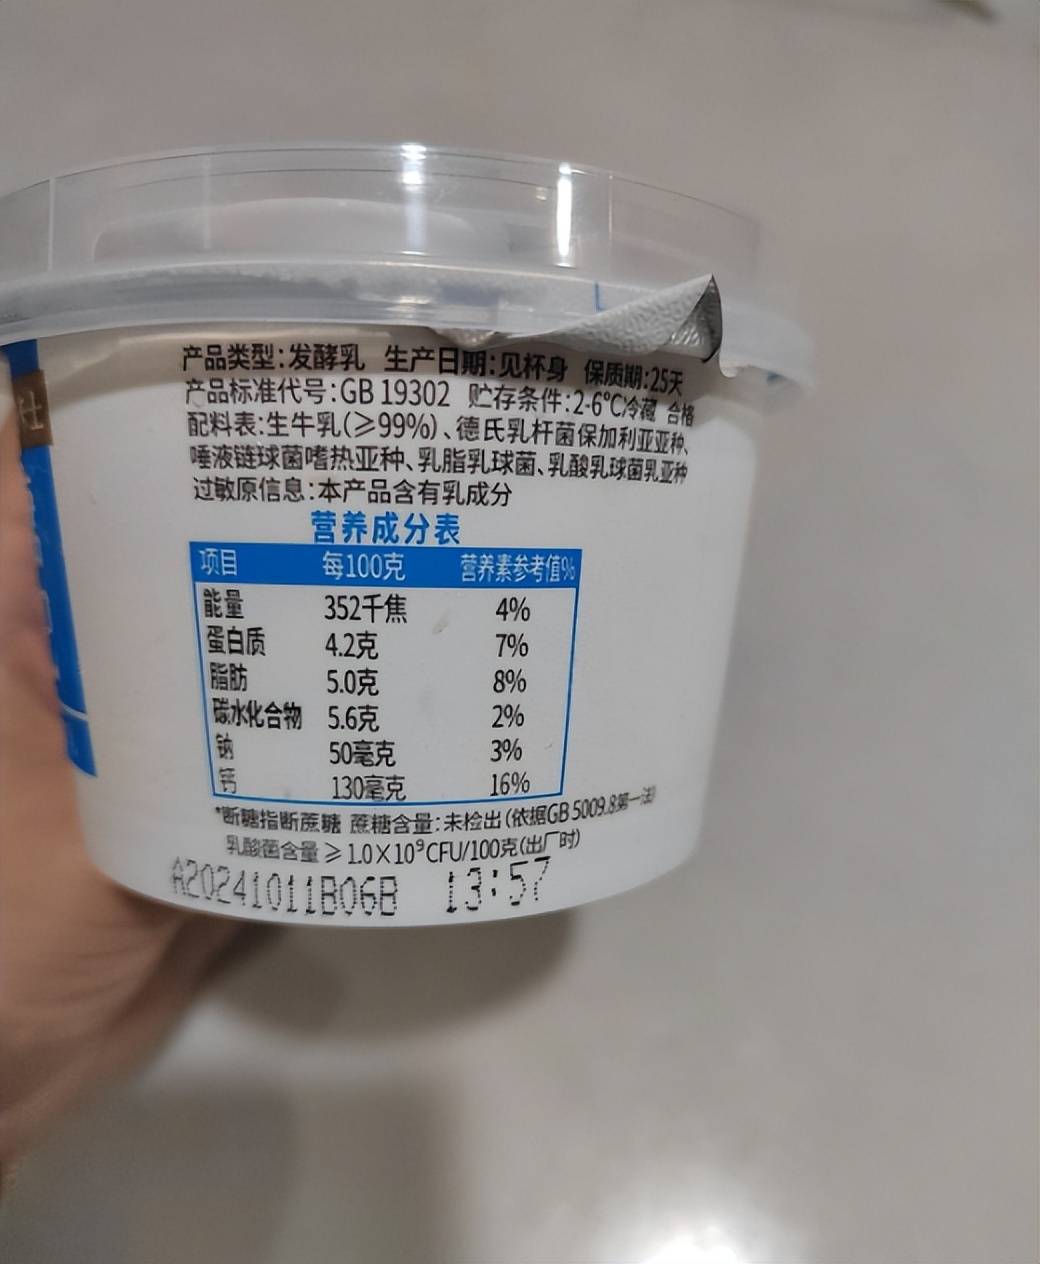 仕
产品类型:发酵乳 生产日期:见杯身 保质期:25天
产品标准代号:GB 19302 贮存条件:2-6℃冷藏 合格
配料表:生牛乳(≥99%)、德氏乳杆菌保加利亚亚种、
唾液链球菌嗜热亚种、乳脂乳球菌、乳酸乳球菌乳亚种
过敏原信息:本产品含有乳成分
营养成分表
项目 每100克 营养素参考值%
能量 352千焦 4%
蛋白质 4.2克 7%
脂肪 5.0克 8%
碳水化合物 5.6克 2%
钠 50毫克 3%
钙 130毫克 16%
*断糖指断蔗糖 蔗糖含量:未检出(依据GB 5009.8第一法)
乳酸菌含量≥1.0×10⁹CFU/100克(出厂时)
A20241011B06B 13:57